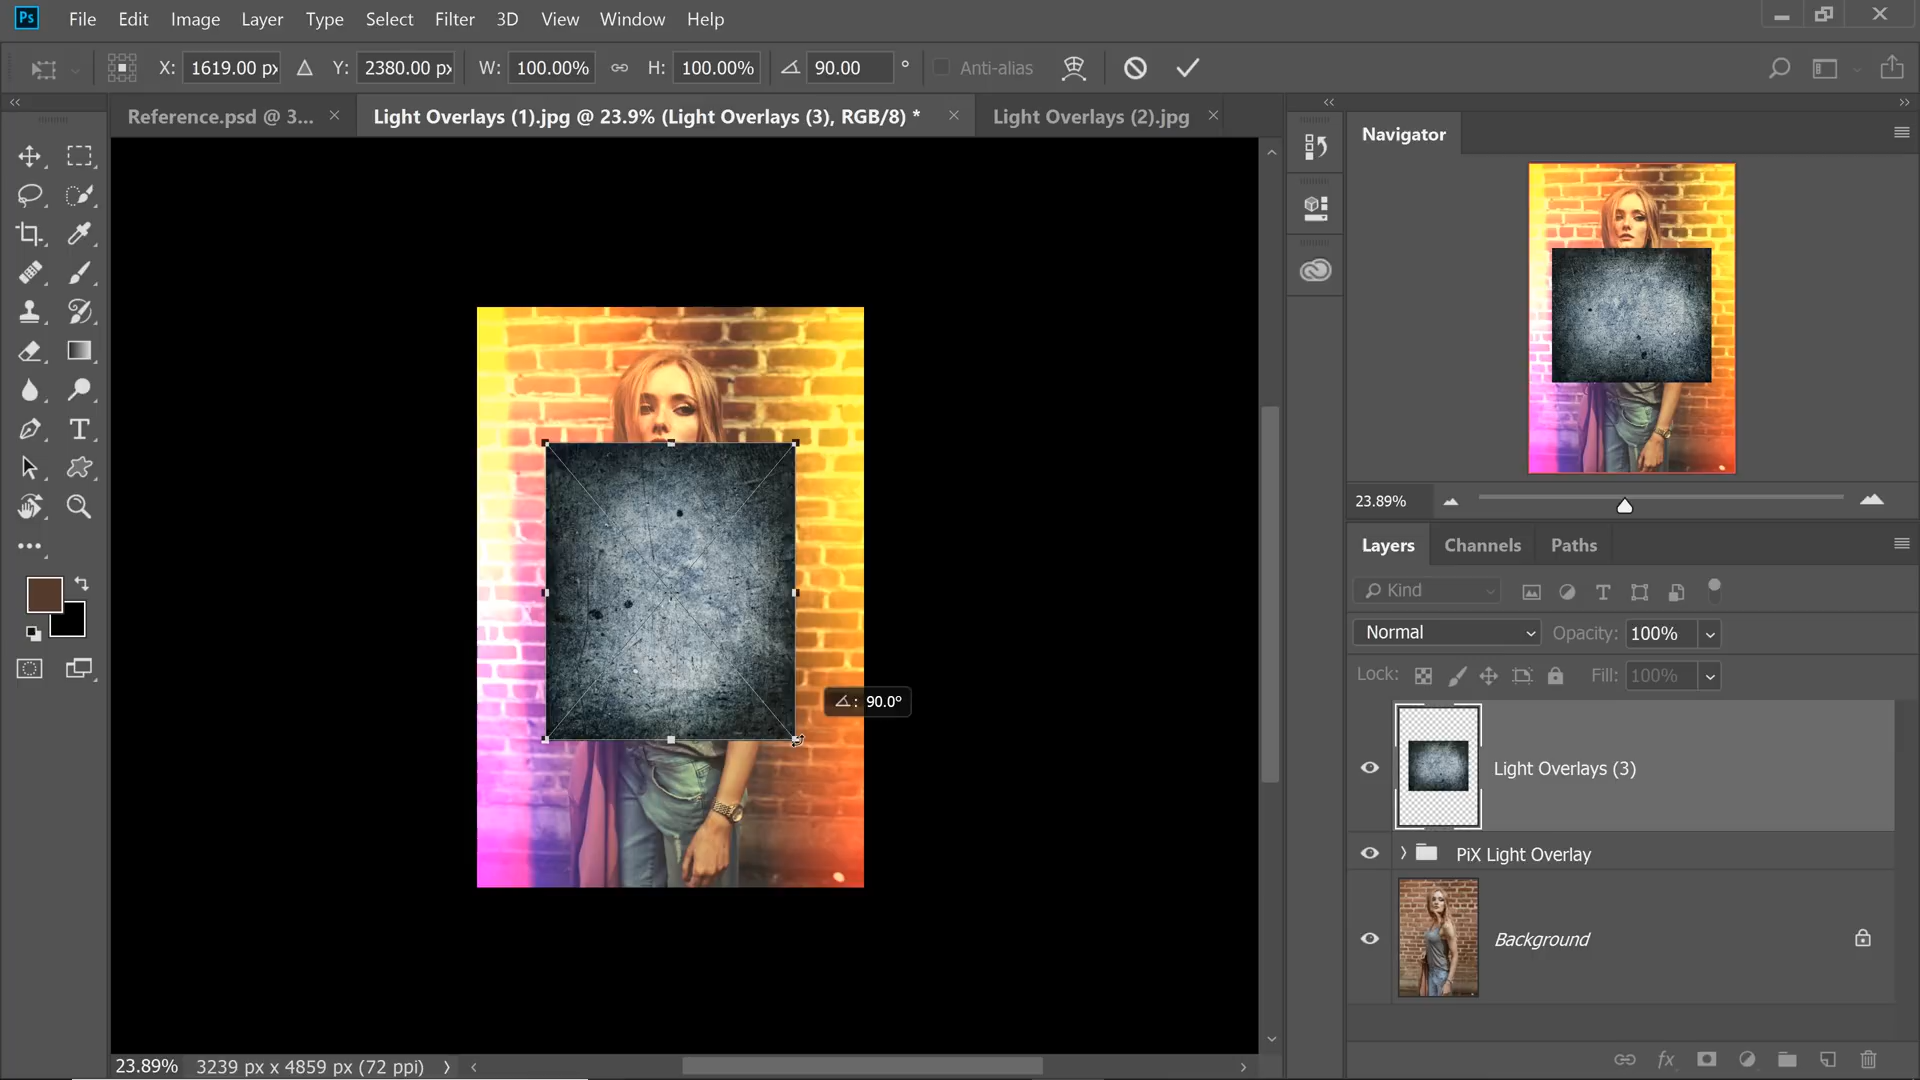 Ps File Edit Image Layer Type Select Filter 3D View Window Help
X: 1619.00 px Y: 2380.00 px W: 100.00% H: 100.00% 90.00 ° Anti-alias
Reference.psd @ 3... × Light Overlays (1).jpg @ 23.9% (Light Overlays (3), RGB/8) * × Light Overlays (2).jpg ×
Navigator
23.89%
Layers Channels Paths
Kind
Normal Opacity: 100%
Lock: Fill: 100%
: 90.0°
Light Overlays (3)
PiX Light Overlay
Background
23.89% 3239 px x 4859 px (72 ppi)